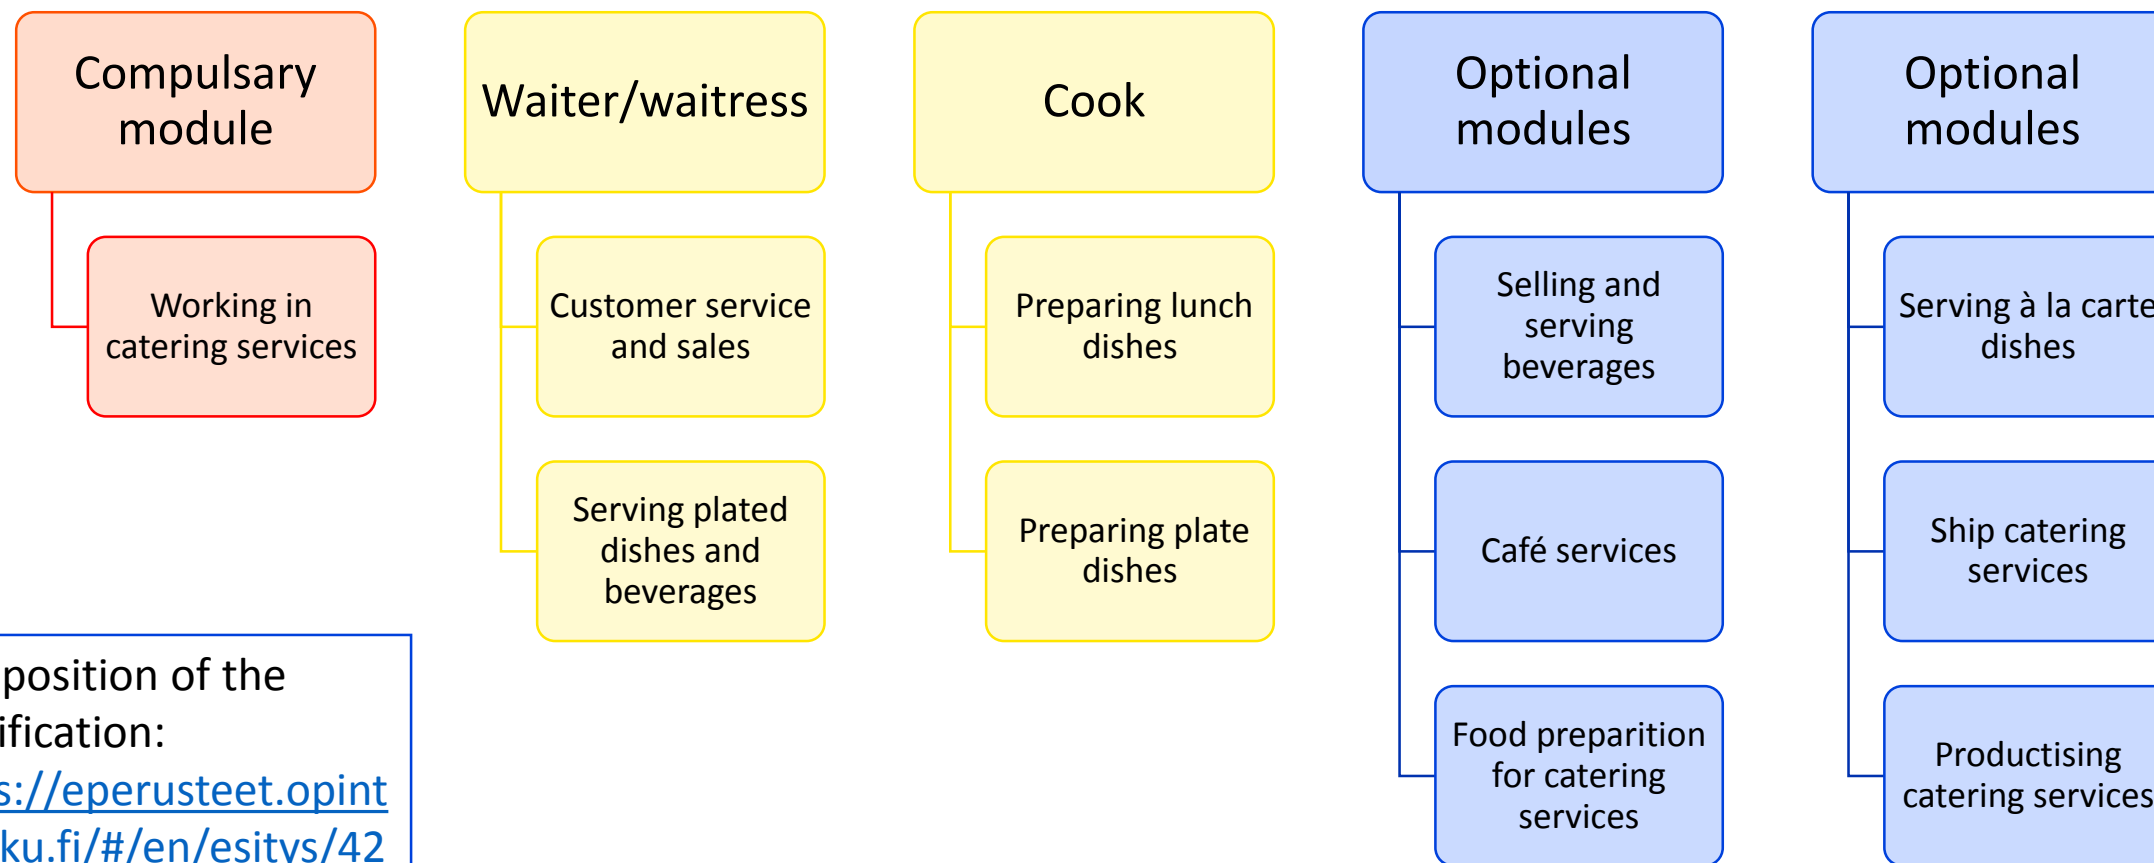 Compulsary
module
Working in
catering services
Waiter/waitress
Customer service
and sales
Serving plated
dishes and
beverages
Cook
Preparing lunch
dishes
Preparing plate
dishes
Optional
modules
Selling and
serving
beverages
Café services
Food preparition
for catering
services
Optional
modules
Serving à la carte
dishes
Ship catering
services
Productising
catering services
position of the
ification:
s://eperusteet.opint
ku.fi/#/en/esitys/42